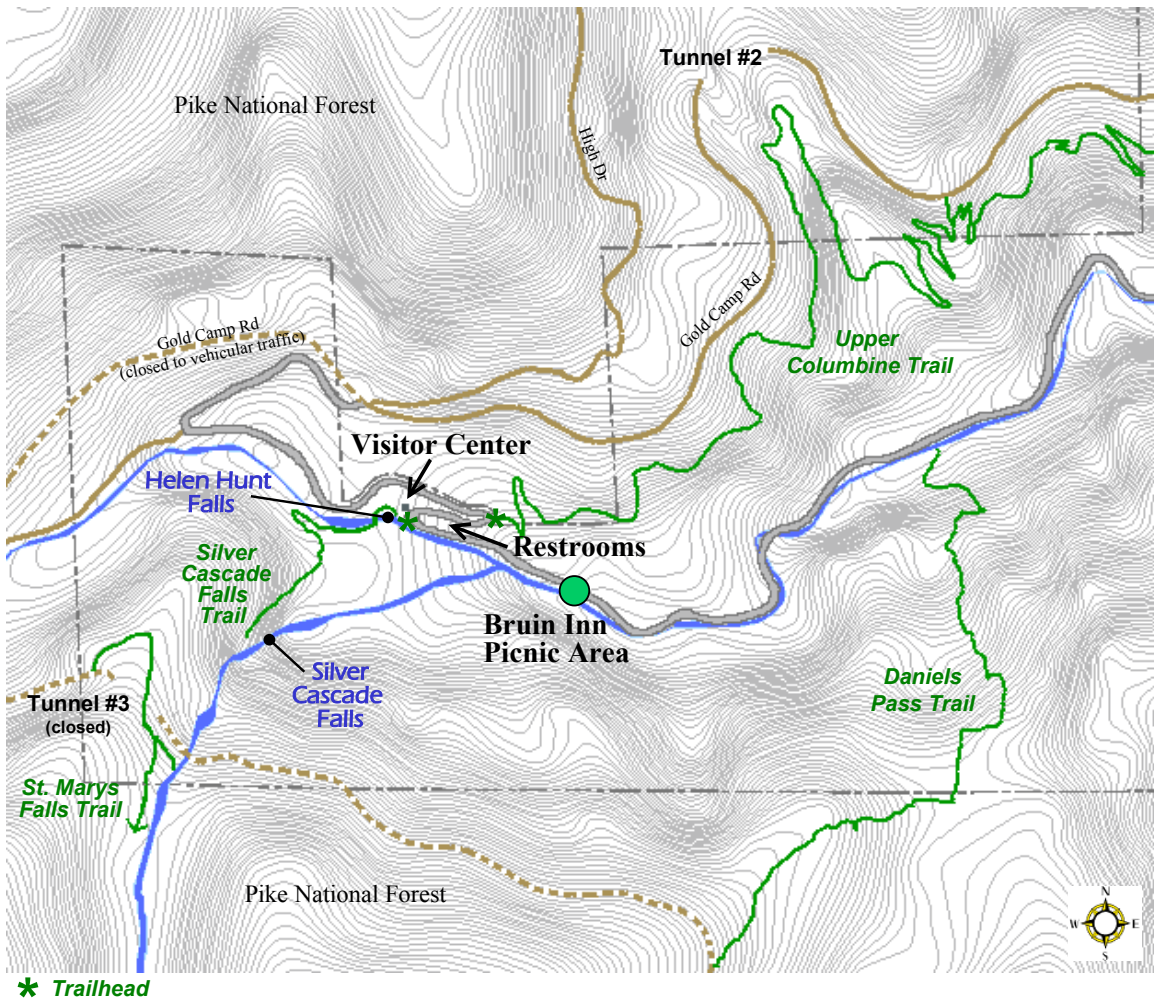 Tunnel #2
Pike National Forest
High Dr
Gold Camp Rd
(closed to vehicular traffic)
Gold Camp Rd
Upper
Columbine Trail
Visitor Center
Helen Hunt
Falls
Restrooms
Silver
Cascade
Falls
Trail
Bruin Inn
Picnic Area
Silver
Cascade
Falls
Daniels
Pass Trail
Tunnel #3
(closed)
St. Marys
Falls Trail
Pike National Forest
N
W E
S
* Trailhead